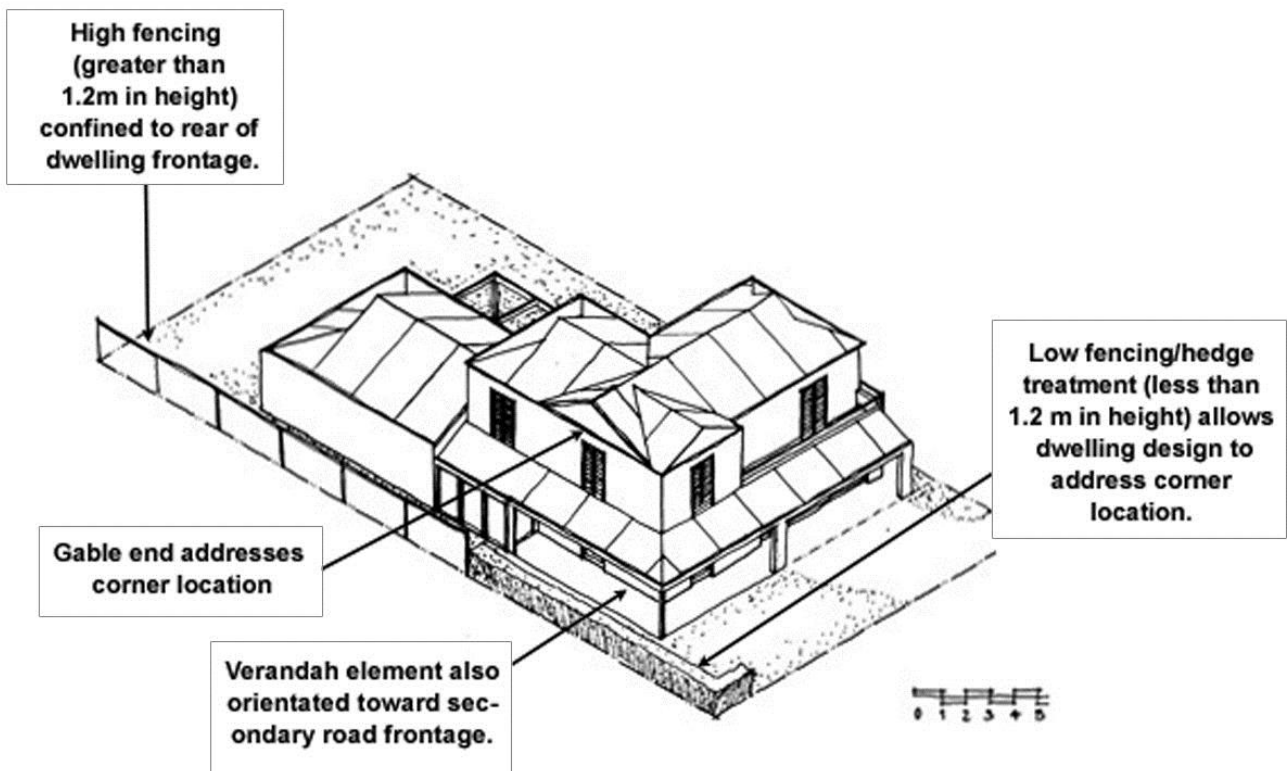 High fencing
(greater than
1.2m in height)
confined to rear of
dwelling frontage.
Low fencing/hedge
treatment (less than
1.2 m in height) allows
dwelling design to
address corner
location.
Gable end addresses
corner location
Verandah element also
orientated toward sec-
ondary road frontage.
0 1 2 3 4 5